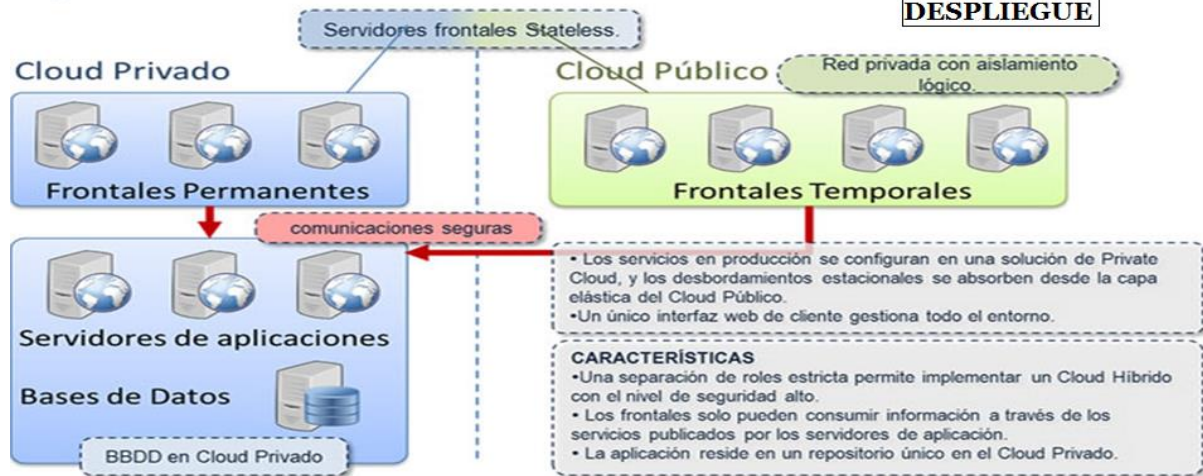 DESPLIEGUE
Servidores frontales Stateless.
Cloud Privado
Cloud Público
Red privada con aislamiento
lógico.
Frontales Permanentes
Frontales Temporales
comunicaciones seguras
Servidores de aplicaciones
Bases de Datos
BBDD en Cloud Privado
• Los servicios en producción se configuran en una solución de Private
Cloud, y los desbordamientos estacionales se absorben desde la capa
elástica del Cloud Público.
•Un único interfaz web de cliente gestiona todo el entorno.
CARACTERÍSTICAS
•Una separación de roles estricta permite implementar un Cloud Híbrido
con el nivel de seguridad alto.
• Los frontales solo pueden consumir información a través de los
servicios publicados por los servidores de aplicación.
• La aplicación reside en un repositorio único en el Cloud Privado.